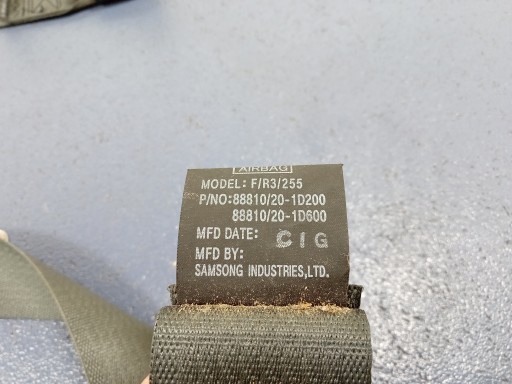 AIRBAG
MODEL: F/R3/255
P/NO:88810/20-1D200
88810/20-1D600
MFD DATE: C1G
MFD BY:
SAMSONG INDUSTRIES,LTD.